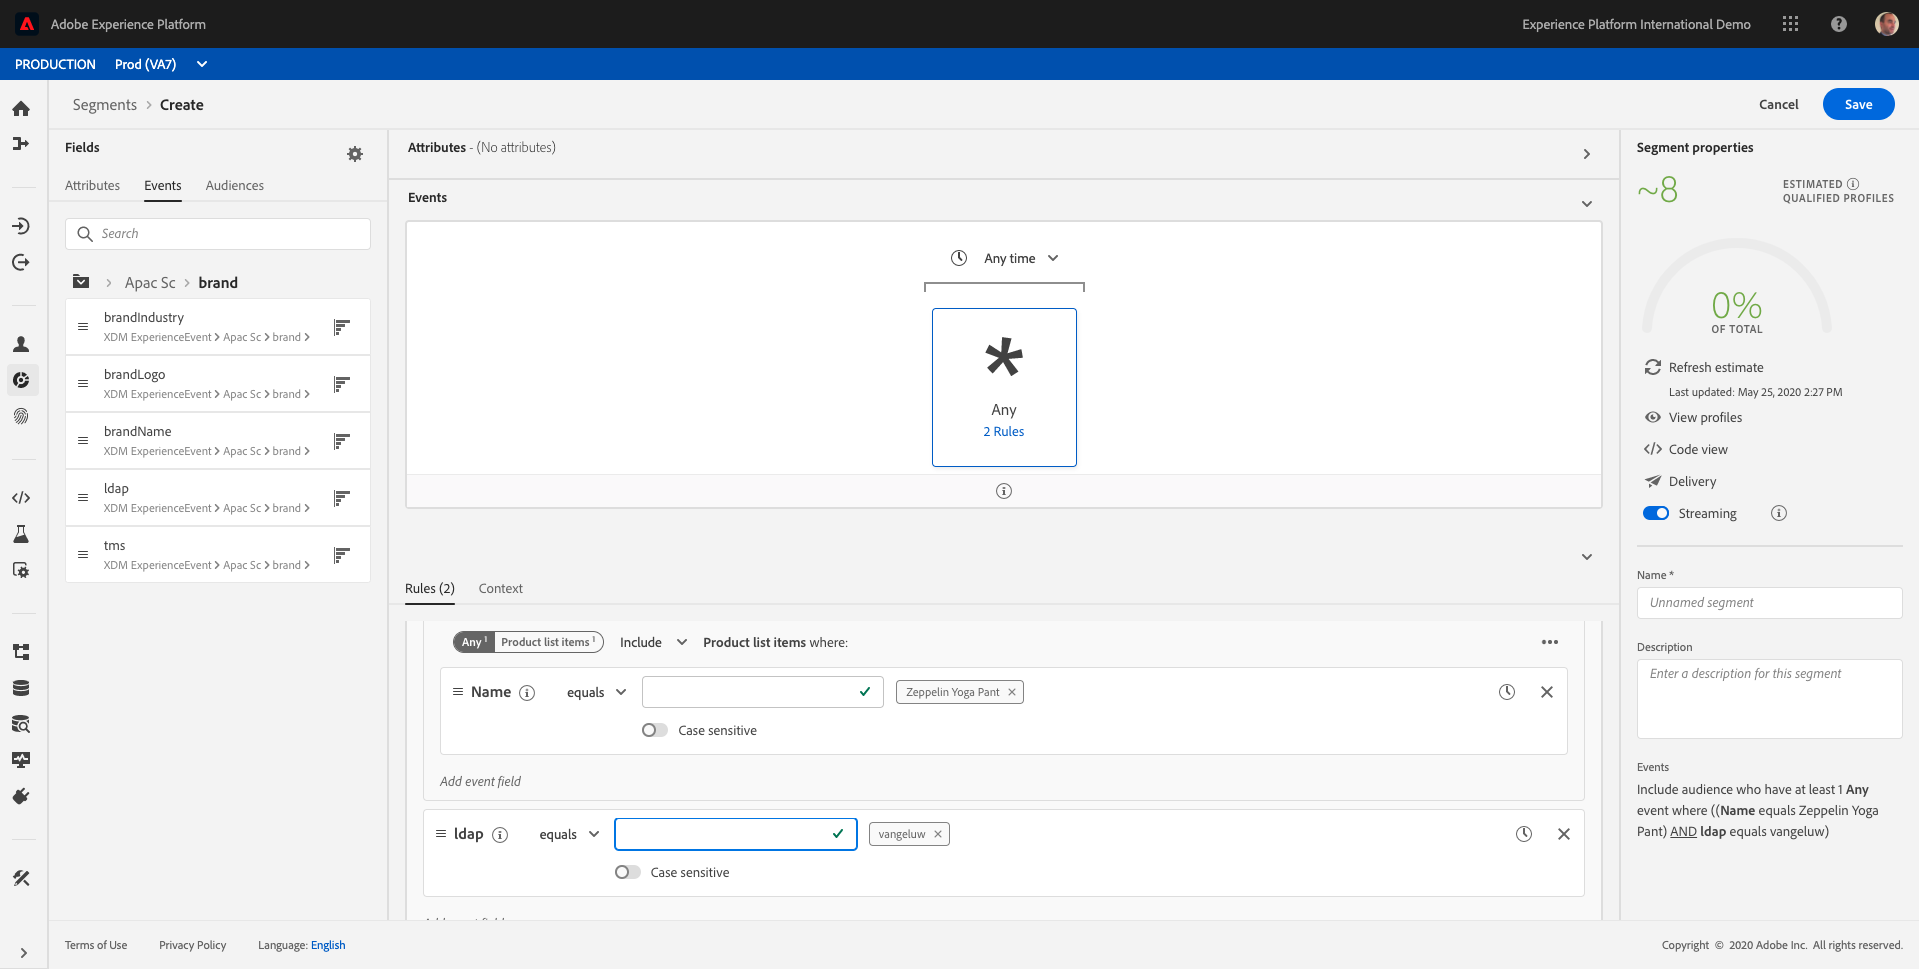 Adobe Experience Platform
Experience Platform International Demo
PRODUCTION Prod (VA7)
Segments > Create
Cancel
Save
Fields
Attributes Events Audiences
Search
> Apac Sc > brand
brandIndustry
XDM ExperienceEvent > Apac Sc > brand >
brandLogo
XDM ExperienceEvent > Apac Sc > brand >
brandName
XDM ExperienceEvent > Apac Sc > brand >
ldap
XDM ExperienceEvent > Apac Sc > brand >
tms
XDM ExperienceEvent > Apac Sc > brand >
Attributes - (No attributes)
Events
Any time
Any
2 Rules
Rules (2) Context
Any 1 Product list items 1 Include Product list items where:
Name equals Zeppelin Yoga Pant
Case sensitive
Add event field
ldap equals vangeluw
Case sensitive
Segment properties
~8
ESTIMATED
QUALIFIED PROFILES
0%
OF TOTAL
Refresh estimate
Last updated: May 25, 2020 2:27 PM
View profiles
Code view
Delivery
Streaming
Name *
Unnamed segment
Description
Enter a description for this segment
Events
Include audience who have at least 1 Any
event where ((Name equals Zeppelin Yoga
Pant) AND ldap equals vangeluw)
Terms of Use Privacy Policy Language: English
Copyright © 2020 Adobe Inc. All rights reserved.